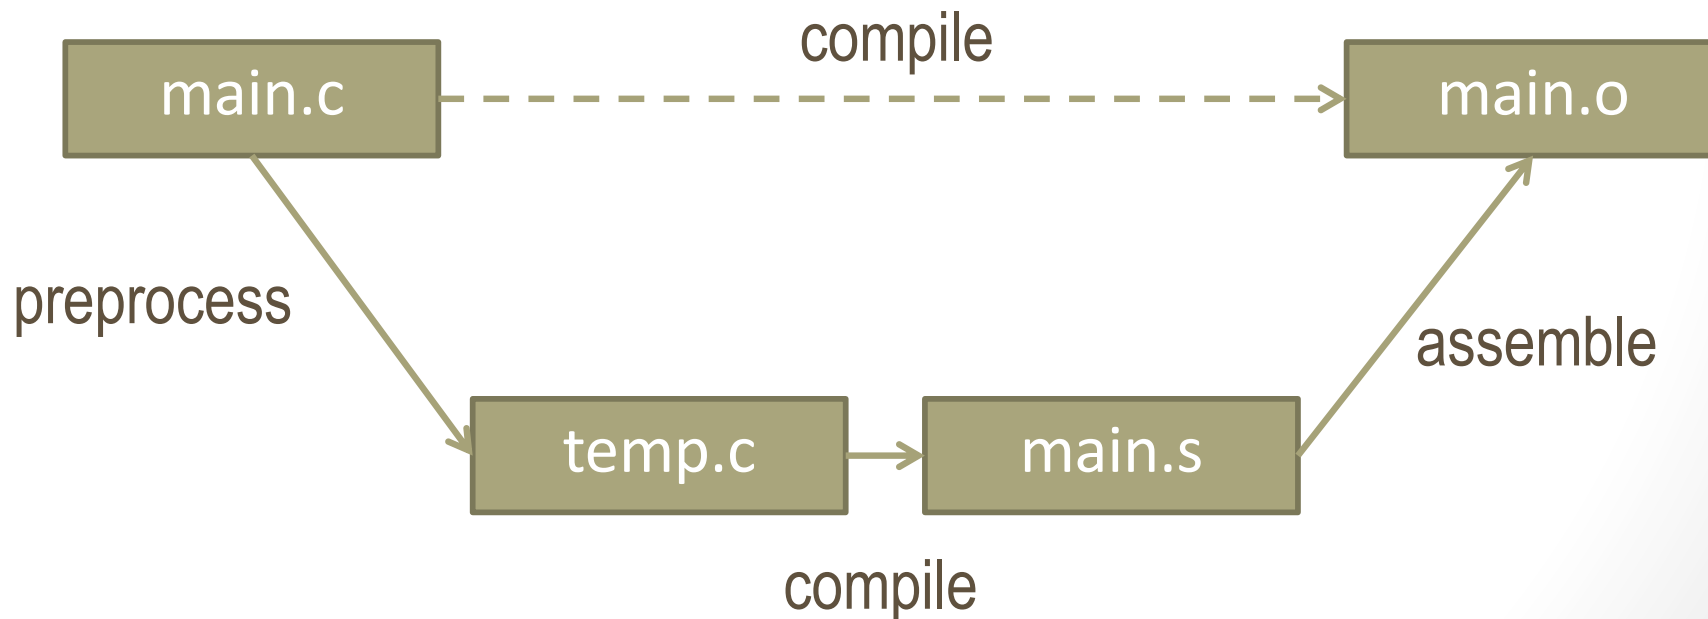 compile
main.c
main.o
preprocess
assemble
temp.c
main.s
compile